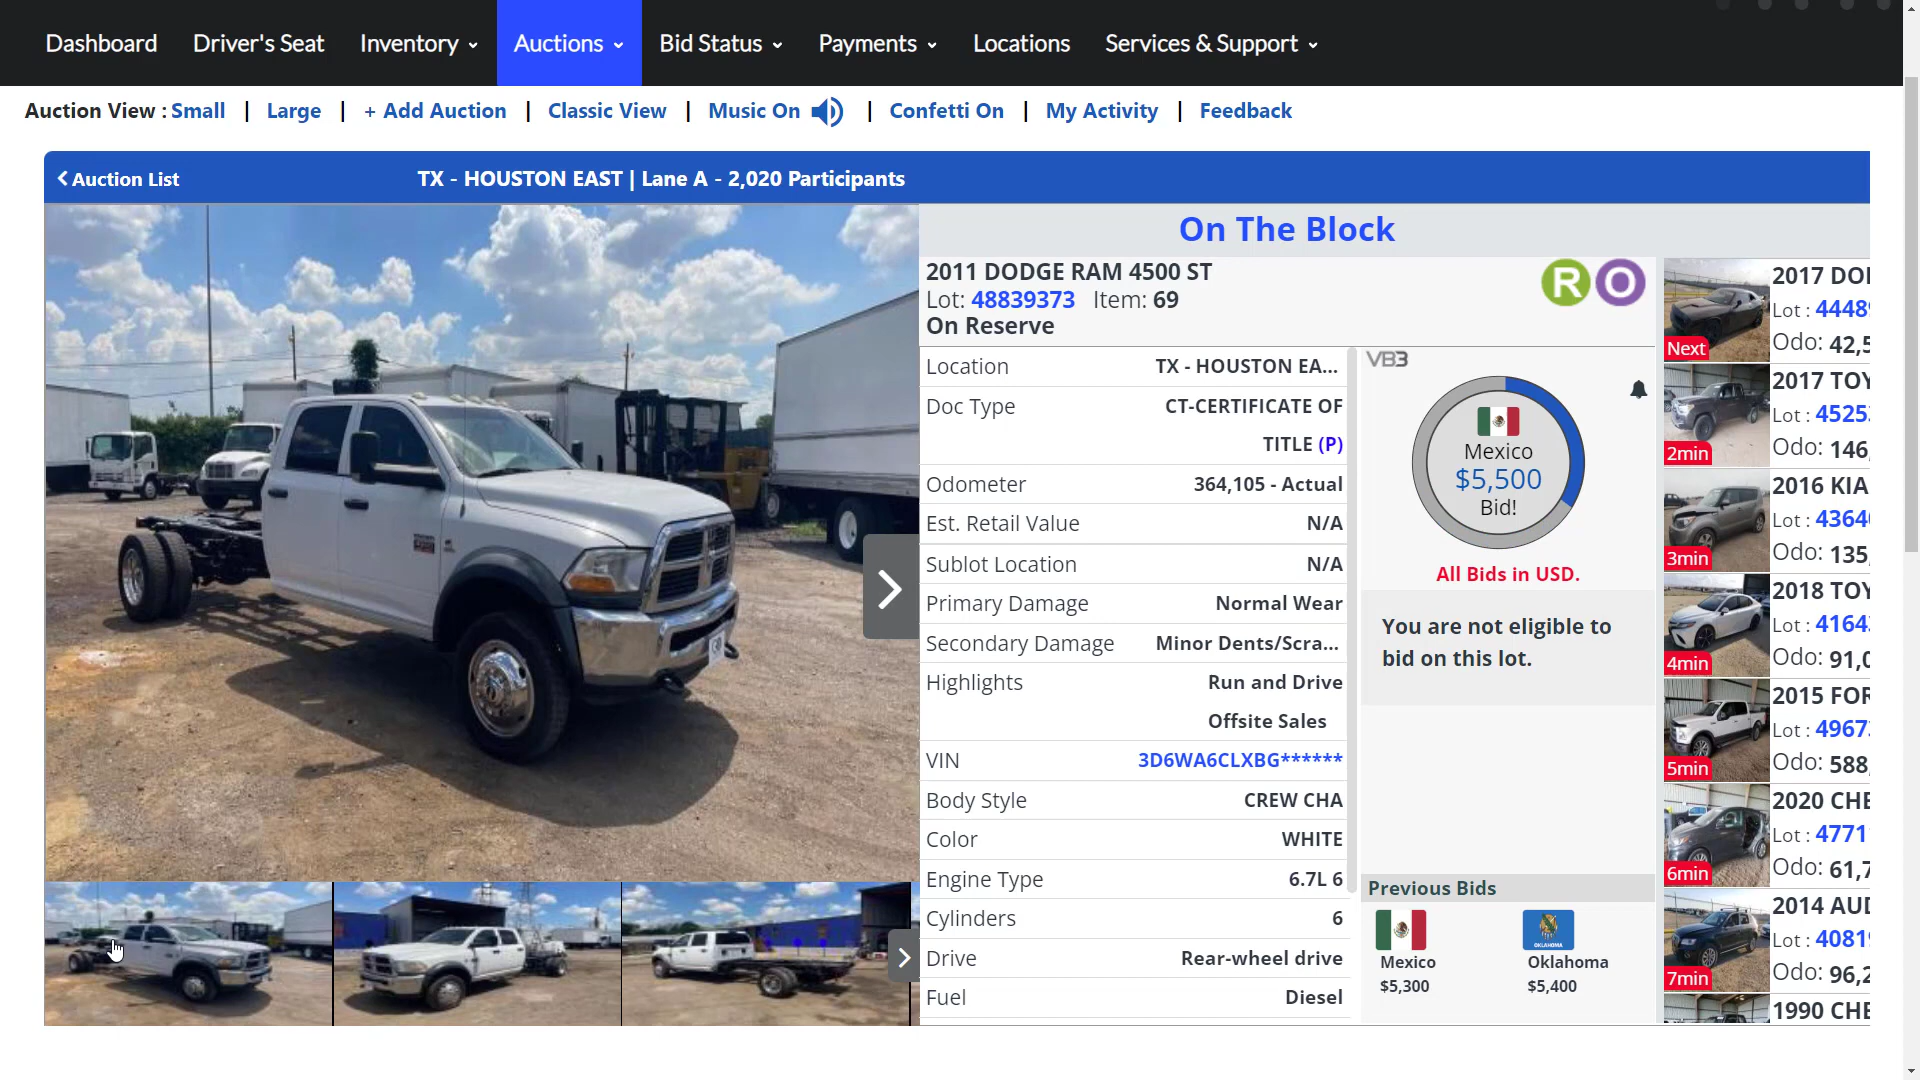 Dashboard
Driver's Seat
Inventory
Auctions
Bid Status
Payments
Locations
Services & Support
Auction View : Small | Large | + Add Auction | Classic View | Music On | Confetti On | My Activity | Feedback
Auction List
TX - HOUSTON EAST | Lane A - 2,020 Participants
On The Block
2011 DODGE RAM 4500 ST
Lot: 48839373 Item: 69
On Reserve
R O
Location TX - HOUSTON EA...
Doc Type CT-CERTIFICATE OF
TITLE (P)
Odometer 364,105 - Actual
Est. Retail Value N/A
Sublot Location N/A
Primary Damage Normal Wear
Secondary Damage Minor Dents/Scra...
Highlights Run and Drive
Offsite Sales
VIN 3D6WA6CLXBG******
Body Style CREW CHA
Color WHITE
Engine Type 6.7L 6
Cylinders 6
Drive Rear-wheel drive
Fuel Diesel
VB3
Mexico
$5,500
Bid!
All Bids in USD.
You are not eligible to
bid on this lot.
Previous Bids
OKLAHOMA
Mexico
$5,300
Oklahoma
$5,400
2017 DO
Lot : 4448
Odo: 42,5
Next
2017 TOY
Lot : 4525
Odo: 146,
2min
2016 KIA
Lot : 4364
Odo: 135,
3min
2018 TOY
Lot : 4164
Odo: 91,0
4min
2015 FOR
Lot : 4967
Odo: 588,
5min
2020 CHE
Lot : 4771
Odo: 61,7
6min
2014 AUD
Lot : 4081
Odo: 96,2
7min
1990 CHE